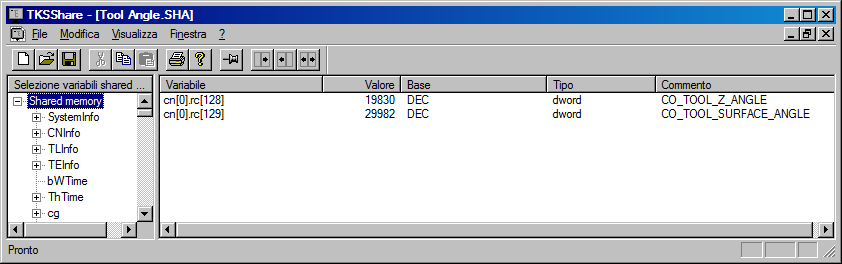 TKSShare - [Tool Angle.SHA]
File Modifica Visualizza Finestra ?
Selezione variabili shared ...
Shared memory
SystemInfo
CNInfo
TLInfo
TEInfo
bWTime
ThTime
cg
Variabile Valore Base Tipo Commento
cn[0].rc[128] 19830 DEC dword CO_TOOL_Z_ANGLE
cn[0].rc[129] 29982 DEC dword CO_TOOL_SURFACE_ANGLE
Pronto